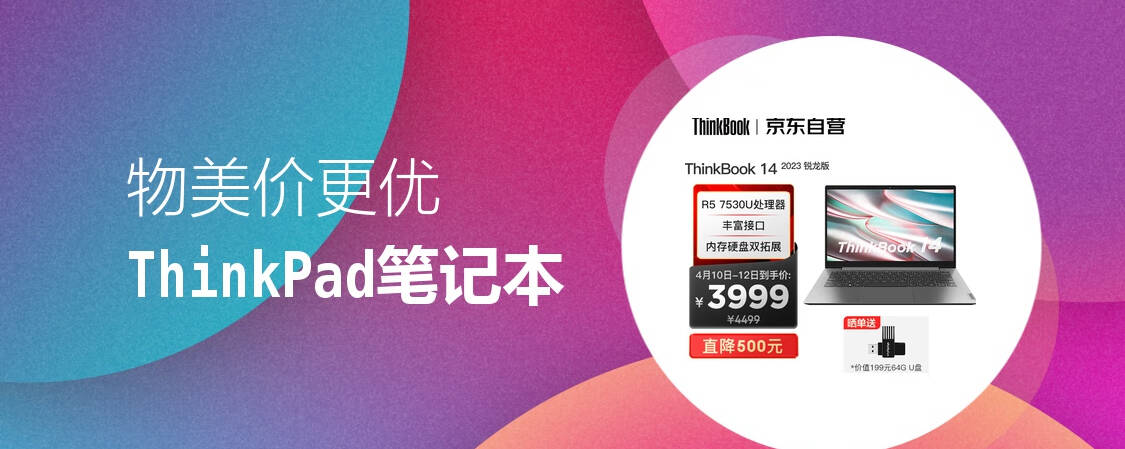 物美价更优
ThinkPad笔记本
ThinkBook | 京东自营
ThinkBook 14 2023 锐龙版
R5 7530U处理器
丰富接口
内存硬盘双拓展
4月10日-12日到手价:
¥3999
¥4499
直降500元
ThinkBook 14
晒单送
*价值199元64G U盘